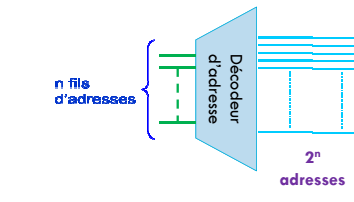 n fils
d'adresses
Décodeur
d'adresse
2ⁿ
adresses